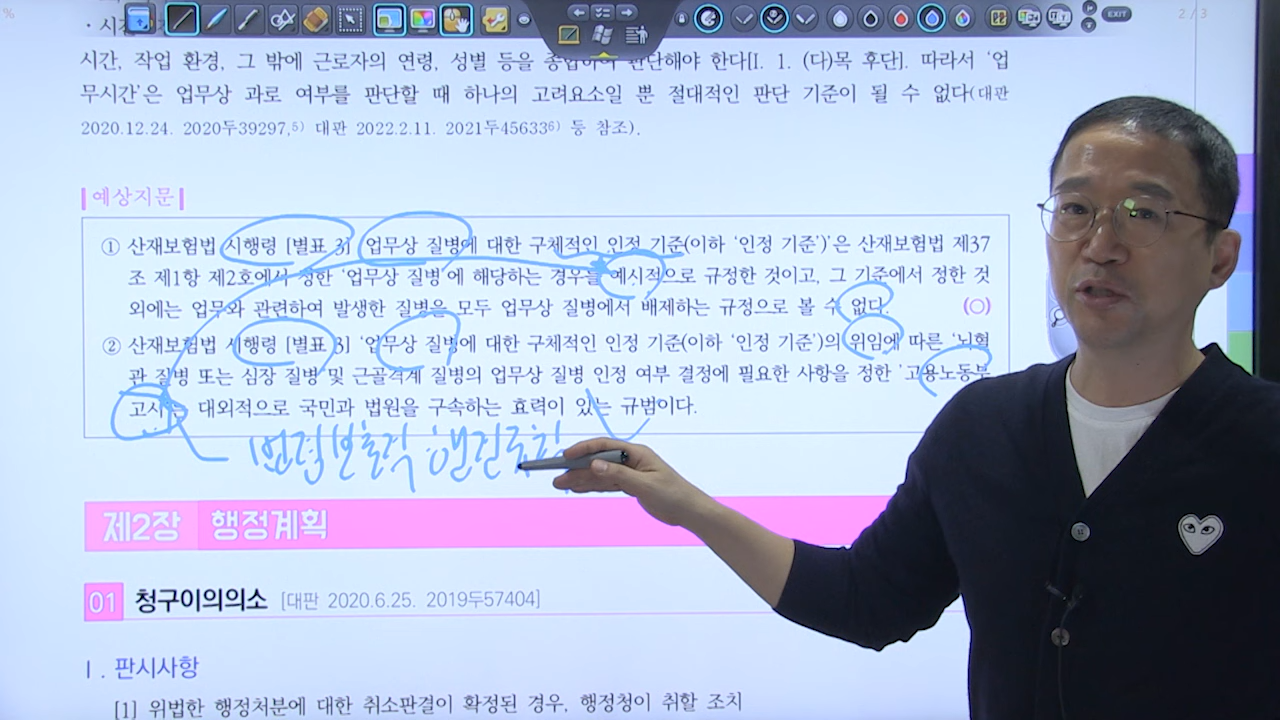 %
2 / 3
EXIT
시간, 작업 환경, 그 밖에 근로자의 연령, 성별 등을 종합하여 판단해야 한다[I. 1. (다)목 후단]. 따라서 '업
무시간'은 업무상 과로 여부를 판단할 때 하나의 고려요소일 뿐 절대적인 판단 기준이 될 수 없다(대판
2020.12.24. 2020두39297,5) 대판 2022.2.11. 2021두456336) 등 참조).
예상지문
① 산재보험법 시행령 [별표 3] 업무상 질병에 대한 구체적인 인정 기준(이하 '인정 기준')'은 산재보험법 제37
조 제1항 제2호에서 정한 '업무상 질병'에 해당하는 경우를 예시적으로 규정한 것이고, 그 기준에서 정한 것
외에는 업무와 관련하여 발생한 질병을 모두 업무상 질병에서 배제하는 규정으로 볼 수 없다. (○)
② 산재보험법 시행령 [별표 3] '업무상 질병에 대한 구체적인 인정 기준(이하 '인정 기준')의 위임에 따른 '뇌혈
관 질병 또는 심장 질병 및 근골격계 질병의 업무상 질병 인정 여부 결정에 필요한 사항을 정한 '고용노동부
고시'는 대외적으로 국민과 법원을 구속하는 효력이 있는 규범이다.
법령보충적 행정규칙
제2장 행정계획
01 청구이의의소 [대판 2020.6.25. 2019두57404]
Ⅰ. 판시사항
[1] 위법한 행정처분에 대한 취소판결이 확정된 경우, 행정청이 취할 조치